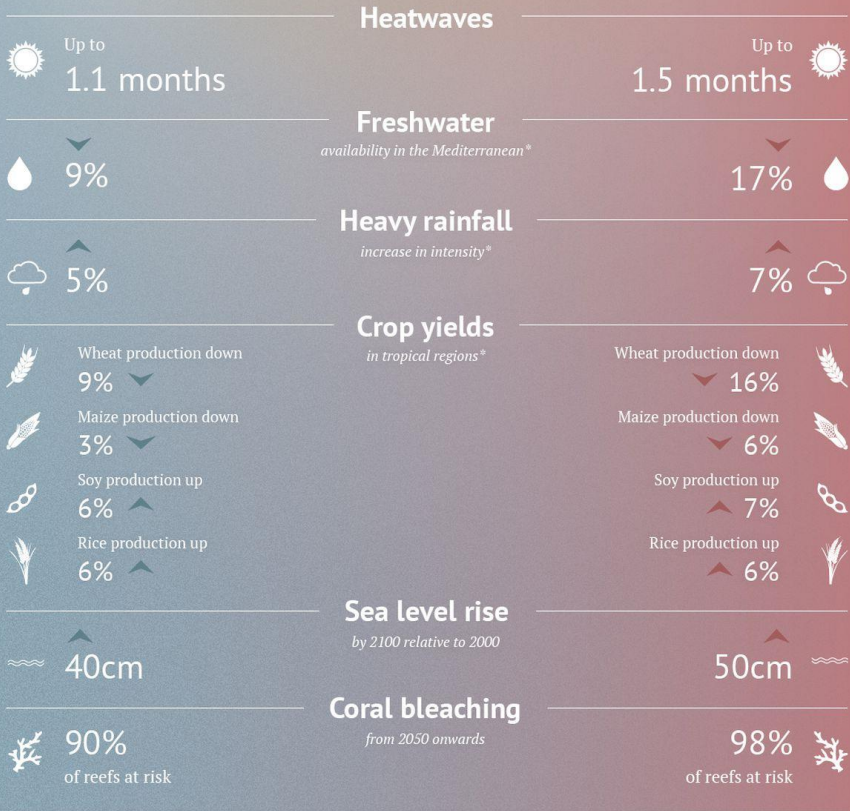 Heatwaves
Up to
1.1 months
Up to
1.5 months
Freshwater
availability in the Mediterranean*
9%
17%
Heavy rainfall
increase in intensity*
5%
7%
Crop yields
in tropical regions*
Wheat production down
9%
Wheat production down
16%
Maize production down
3%
Maize production down
6%
Soy production up
6%
Soy production up
7%
Rice production up
6%
Rice production up
6%
Sea level rise
by 2100 relative to 2000
40cm
50cm
Coral bleaching
from 2050 onwards
90%
of reefs at risk
98%
of reefs at risk